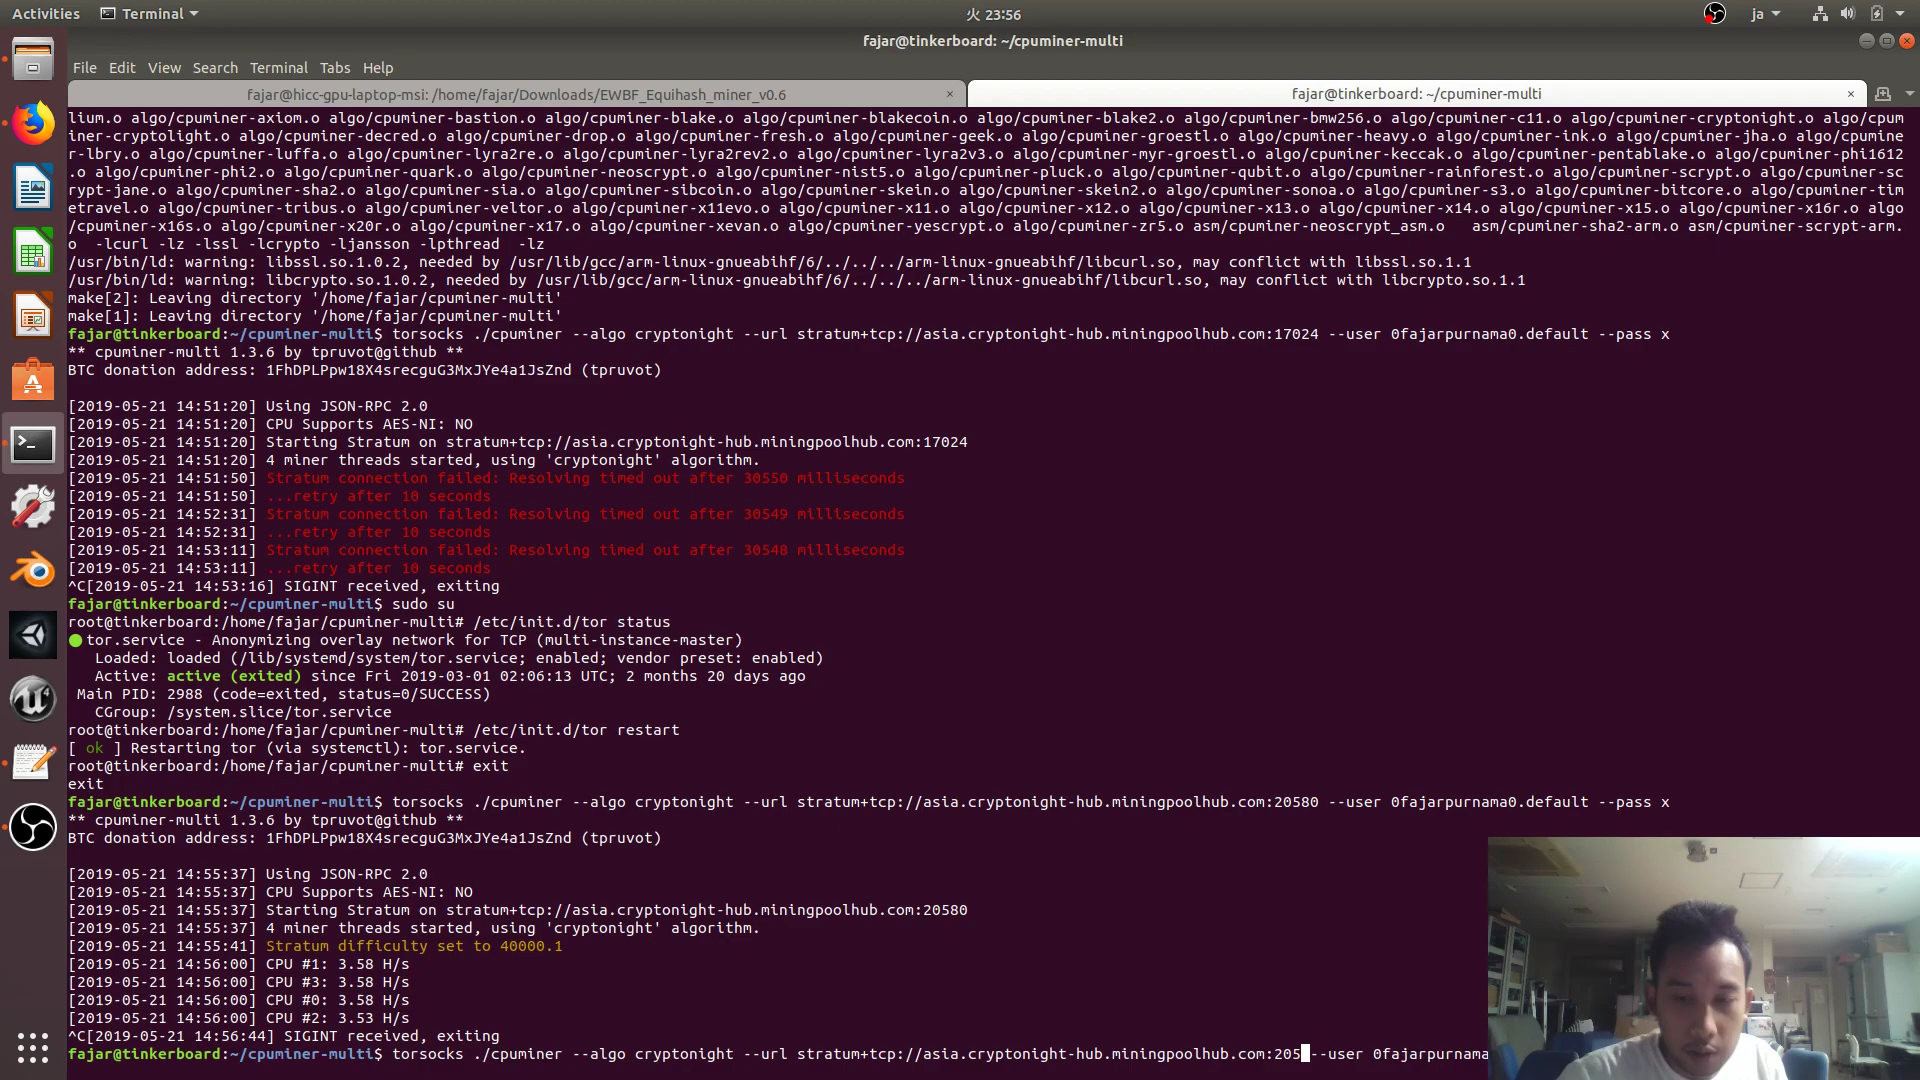 Activities
Terminal
火 23:56
ja
fajar@tinkerboard: ~/cpuminer-multi
File Edit View Search Terminal Tabs Help
fajar@hicc-gpu-laptop-msi: /home/fajar/Downloads/EWBF_Equihash_miner_v0.6
fajar@tinkerboard: ~/cpuminer-multi
lium.o algo/cpuminer-axiom.o algo/cpuminer-bastion.o algo/cpuminer-blake.o algo/cpuminer-blakecoin.o algo/cpuminer-blake2.o algo/cpuminer-bmw256.o algo/cpuminer-c11.o algo/cpuminer-cryptonight.o algo/cpum
iner-cryptolight.o algo/cpuminer-decred.o algo/cpuminer-drop.o algo/cpuminer-fresh.o algo/cpuminer-geek.o algo/cpuminer-groestl.o algo/cpuminer-heavy.o algo/cpuminer-ink.o algo/cpuminer-jha.o algo/cpumine
r-lbry.o algo/cpuminer-luffa.o algo/cpuminer-lyra2re.o algo/cpuminer-lyra2rev2.o algo/cpuminer-lyra2v3.o algo/cpuminer-myr-groestl.o algo/cpuminer-keccak.o algo/cpuminer-pentablake.o algo/cpuminer-phi1612
.o algo/cpuminer-phi2.o algo/cpuminer-quark.o algo/cpuminer-neoscrypt.o algo/cpuminer-nist5.o algo/cpuminer-pluck.o algo/cpuminer-qubit.o algo/cpuminer-rainforest.o algo/cpuminer-scrypt.o algo/cpuminer-sc
rypt-jane.o algo/cpuminer-sha2.o algo/cpuminer-sia.o algo/cpuminer-sibcoin.o algo/cpuminer-skein.o algo/cpuminer-skein2.o algo/cpuminer-sonoa.o algo/cpuminer-s3.o algo/cpuminer-bitcore.o algo/cpuminer-tim
etravel.o algo/cpuminer-tribus.o algo/cpuminer-veltor.o algo/cpuminer-x11evo.o algo/cpuminer-x11.o algo/cpuminer-x12.o algo/cpuminer-x13.o algo/cpuminer-x14.o algo/cpuminer-x15.o algo/cpuminer-x16r.o algo
/cpuminer-x16s.o algo/cpuminer-x20r.o algo/cpuminer-x17.o algo/cpuminer-xevan.o algo/cpuminer-yescrypt.o algo/cpuminer-zr5.o asm/cpuminer-neoscrypt_asm.o   asm/cpuminer-sha2-arm.o asm/cpuminer-scrypt-arm.
o  -lcurl -lz -lssl -lcrypto -ljansson -lpthread  -lz
/usr/bin/ld: warning: libssl.so.1.0.2, needed by /usr/lib/gcc/arm-linux-gnueabihf/6/../../../arm-linux-gnueabihf/libcurl.so, may conflict with libssl.so.1.1
/usr/bin/ld: warning: libcrypto.so.1.0.2, needed by /usr/lib/gcc/arm-linux-gnueabihf/6/../../../arm-linux-gnueabihf/libcurl.so, may conflict with libcrypto.so.1.1
make[2]: Leaving directory '/home/fajar/cpuminer-multi'
make[1]: Leaving directory '/home/fajar/cpuminer-multi'
fajar@tinkerboard:~/cpuminer-multi$ torsocks ./cpuminer --algo cryptonight --url stratum+tcp://asia.cryptonight-hub.miningpoolhub.com:17024 --user 0fajarpurnama0.default --pass x
** cpuminer-multi 1.3.6 by tpruvot@github **
BTC donation address: 1FhDPLPpw18X4srecguG3MxJYe4a1JsZnd (tpruvot)
[2019-05-21 14:51:20] Using JSON-RPC 2.0
[2019-05-21 14:51:20] CPU Supports AES-NI: NO
[2019-05-21 14:51:20] Starting Stratum on stratum+tcp://asia.cryptonight-hub.miningpoolhub.com:17024
[2019-05-21 14:51:20] 4 miner threads started, using 'cryptonight' algorithm.
[2019-05-21 14:51:50] Stratum connection failed: Resolving timed out after 30550 milliseconds
[2019-05-21 14:51:50] ...retry after 10 seconds
[2019-05-21 14:52:31] Stratum connection failed: Resolving timed out after 30549 milliseconds
[2019-05-21 14:52:31] ...retry after 10 seconds
[2019-05-21 14:53:11] Stratum connection failed: Resolving timed out after 30548 milliseconds
[2019-05-21 14:53:11] ...retry after 10 seconds
^C[2019-05-21 14:53:16] SIGINT received, exiting
fajar@tinkerboard:~/cpuminer-multi$ sudo su
root@tinkerboard:/home/fajar/cpuminer-multi# /etc/init.d/tor status
● tor.service - Anonymizing overlay network for TCP (multi-instance-master)
Loaded: loaded (/lib/systemd/system/tor.service; enabled; vendor preset: enabled)
Active: active (exited) since Fri 2019-03-01 02:06:13 UTC; 2 months 20 days ago
Main PID: 2988 (code=exited, status=0/SUCCESS)
CGroup: /system.slice/tor.service
root@tinkerboard:/home/fajar/cpuminer-multi# /etc/init.d/tor restart
[ ok ] Restarting tor (via systemctl): tor.service.
root@tinkerboard:/home/fajar/cpuminer-multi# exit
exit
fajar@tinkerboard:~/cpuminer-multi$ torsocks ./cpuminer --algo cryptonight --url stratum+tcp://asia.cryptonight-hub.miningpoolhub.com:20580 --user 0fajarpurnama0.default --pass x
** cpuminer-multi 1.3.6 by tpruvot@github **
BTC donation address: 1FhDPLPpw18X4srecguG3MxJYe4a1JsZnd (tpruvot)
[2019-05-21 14:55:37] Using JSON-RPC 2.0
[2019-05-21 14:55:37] CPU Supports AES-NI: NO
[2019-05-21 14:55:37] Starting Stratum on stratum+tcp://asia.cryptonight-hub.miningpoolhub.com:20580
[2019-05-21 14:55:37] 4 miner threads started, using 'cryptonight' algorithm.
[2019-05-21 14:55:41] Stratum difficulty set to 40000.1
[2019-05-21 14:56:00] CPU #1: 3.58 H/s
[2019-05-21 14:56:00] CPU #3: 3.58 H/s
[2019-05-21 14:56:00] CPU #0: 3.58 H/s
[2019-05-21 14:56:00] CPU #2: 3.53 H/s
^C[2019-05-21 14:56:44] SIGINT received, exiting
fajar@tinkerboard:~/cpuminer-multi$ torsocks ./cpuminer --algo cryptonight --url stratum+tcp://asia.cryptonight-hub.miningpoolhub.com:205 --user 0fajarpurnama